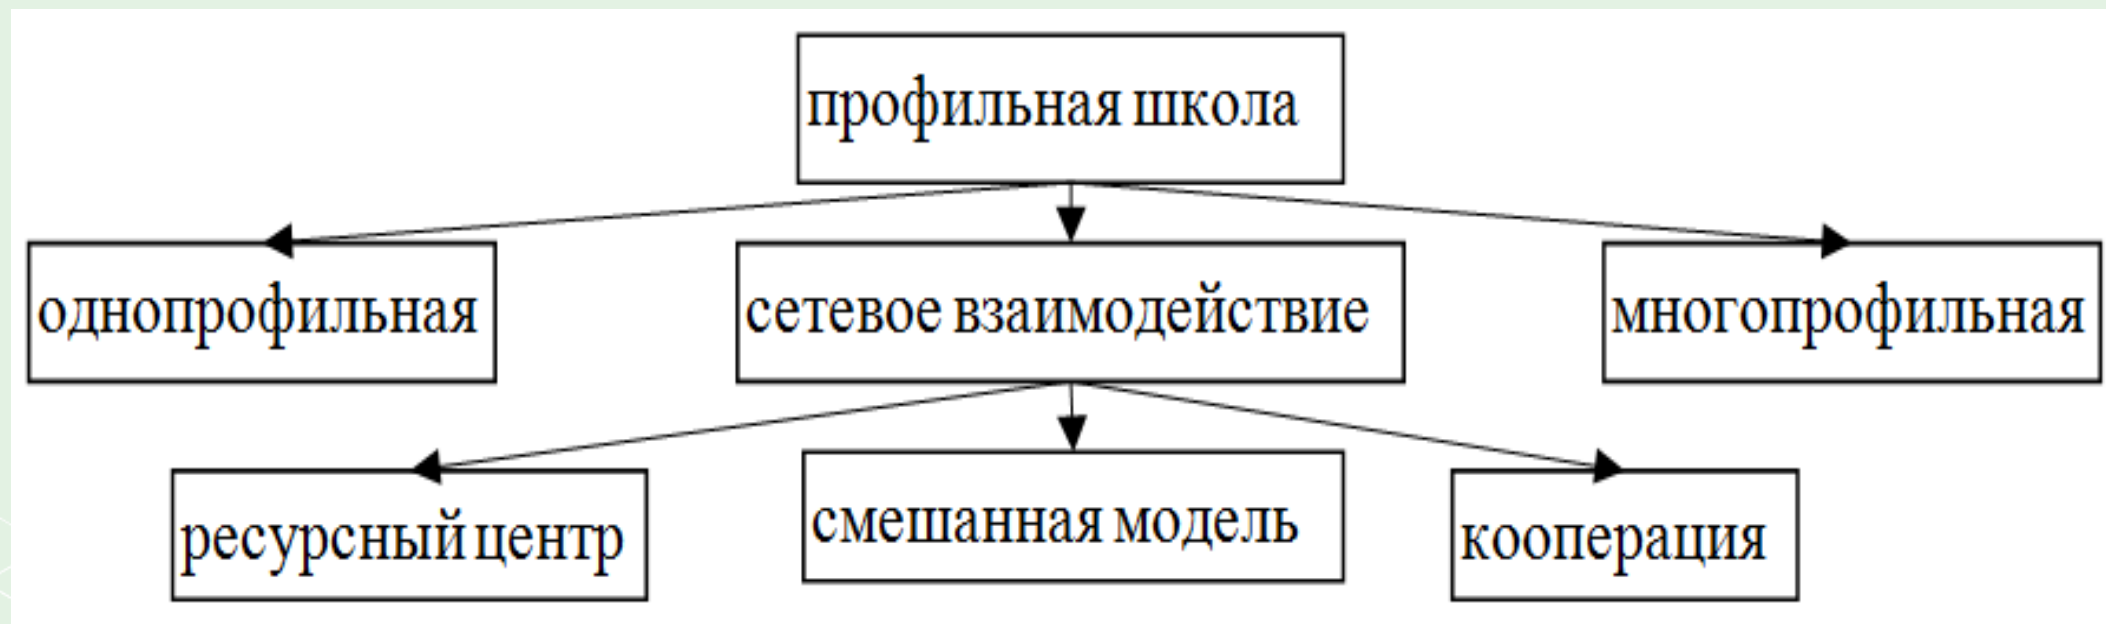 профильная школа
однопрофильная
сетевое взаимодействие
многопрофильная
ресурсный центр
смешанная модель
кооперация